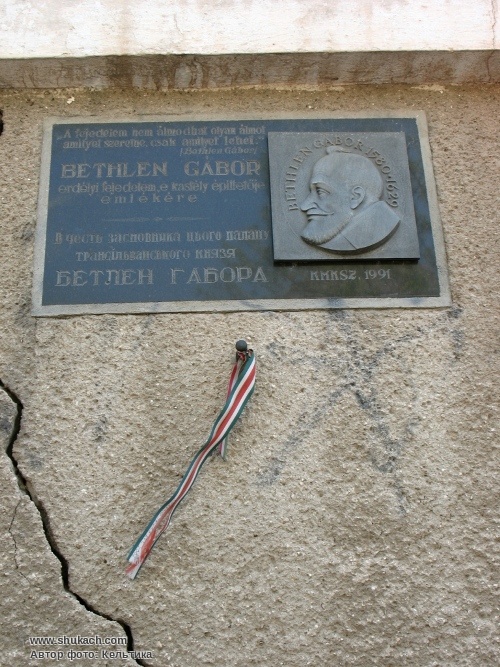 „A fejedelem nem álmodhat olyan álmot
amilyet szeretne, csak amilyet lehet.”
/Bethlen Gábor/
BETHLEN GÁBOR
erdélyi fejedelem, e kastély építtetője
emlékére
В честь засновника цього палацу
трансільванського князя
БЕТЛЕН ГАБОРА
BETHLEN GÁBOR 1580-1629
KMKSZ, 1991
www.shukach.com
Автор фото: Кельтика